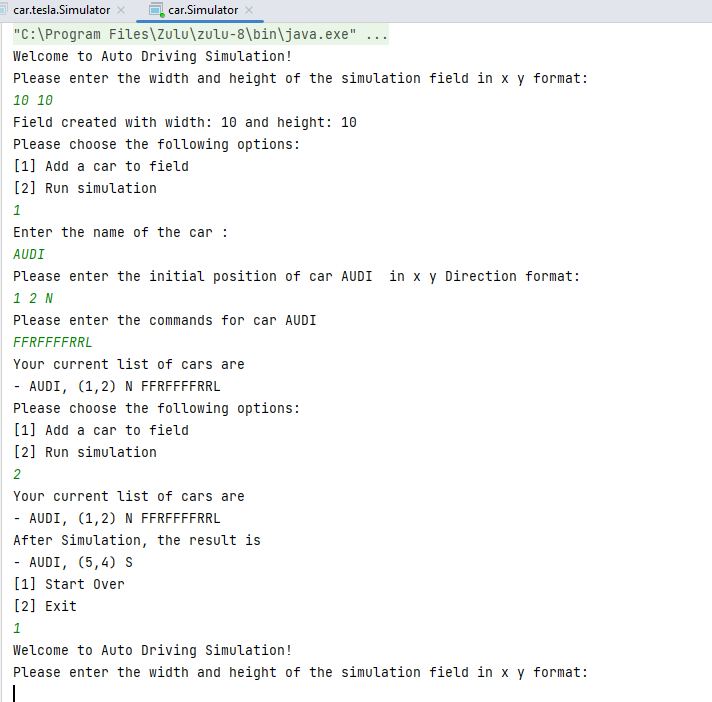 car.tesla.Simulator car.Simulator
"C:\Program Files\Zulu\zulu-8\bin\java.exe" ...
Welcome to Auto Driving Simulation!
Please enter the width and height of the simulation field in x y format:
10 10
Field created with width: 10 and height: 10
Please choose the following options:
[1] Add a car to field
[2] Run simulation
1
Enter the name of the car :
AUDI
Please enter the initial position of car AUDI  in x y Direction format:
1 2 N
Please enter the commands for car AUDI
FFRFFFFRRL
Your current list of cars are
- AUDI, (1,2) N FFRFFFFRRL
Please choose the following options:
[1] Add a car to field
[2] Run simulation
2
Your current list of cars are
- AUDI, (1,2) N FFRFFFFRRL
After Simulation, the result is
- AUDI, (5,4) S
[1] Start Over
[2] Exit
1
Welcome to Auto Driving Simulation!
Please enter the width and height of the simulation field in x y format: